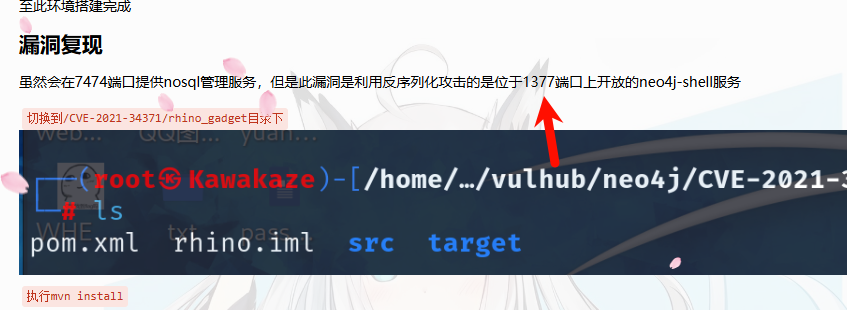 至此环境搭建完成
漏洞复现
虽然会在7474端口提供nosql管理服务，但是此漏洞是利用反序列化攻击的是位于1377端口上开放的neo4j-shell服务
切换到/CVE-2021-34371/rhino_gadget目录下
web... QQ图... yuan...
(root㉿Kawakaze)-[/home/…/vulhub/neo4j/CVE-2021-3
# ls
WHE txt pass
pom.xml rhino.iml src target
执行mvn install